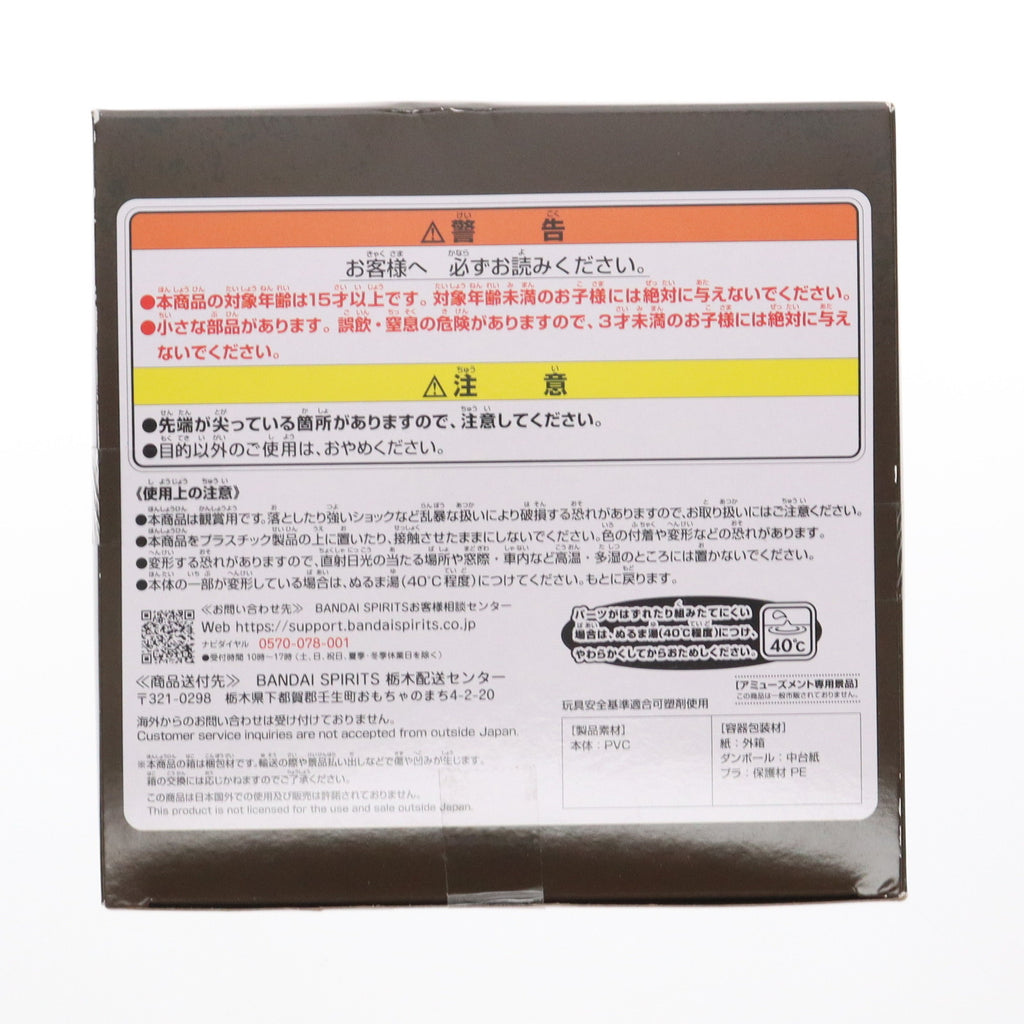 ⚠警告
お客様へ 必ずお読みください。
●本商品の対象年齢は15才以上です。対象年齢未満のお子様には絶対に与えないでください。
●小さな部品があります。誤飲・窒息の危険がありますので、3才未満のお子様には絶対に与え
ないでください。
⚠注意
●先端が尖っている箇所がありますので、注意してください。
●目的以外のご使用は、おやめください。
《使用上の注意》
●本商品は観賞用です。落としたり強いショックなど乱暴な扱いにより破損する恐れがありますので、お取り扱いにはご注意ください。
●本商品をプラスチック製品の上に置いたり、接触させたままにしないでください。色の付着や変形などの恐れがあります。
●変形する恐れがありますので、直射日光の当たる場所や窓際・車内など高温・多湿のところには置かないでください。
●本体の一部が変形している場合は、ぬるま湯(40℃程度)につけてください。もとに戻ります。
≪お問い合わせ先≫ BANDAI SPIRITSお客様相談センター
Web https://support.bandaispirits.co.jp
ナビダイヤル 0570-078-001
●受付時間 10時〜17時(土、日、祝日、夏季・冬季休業日を除く)
パーツがはずれたり組みたてにくい
場合は、ぬるま湯(40℃程度)につけ、
やわらかくしてからおためしください。
40℃
≪商品送付先≫ BANDAI SPIRITS 栃木配送センター
〒321-0298 栃木県下都賀郡壬生町おもちゃのまち4-2-20
海外からのお問い合わせは受け付けておりません。
Customer service inquiries are not accepted from outside Japan.
※本商品の箱は梱包材です。輸送の際や景品払い出しなどで傷や凹みが生じます。
箱の交換には応じかねますのでご了承ください。
この商品は日本国外での使用及び販売は許諾されておりません。
This product is not licensed for the use and sale outside Japan.
[アミューズメント専用景品]
この商品は一般市販されておりません。
玩具安全基準適合可塑剤使用
[製品素材]
本体:PVC
[容器包装材]
紙:外箱
ダンボール:中台紙
プラ:保護材 PE